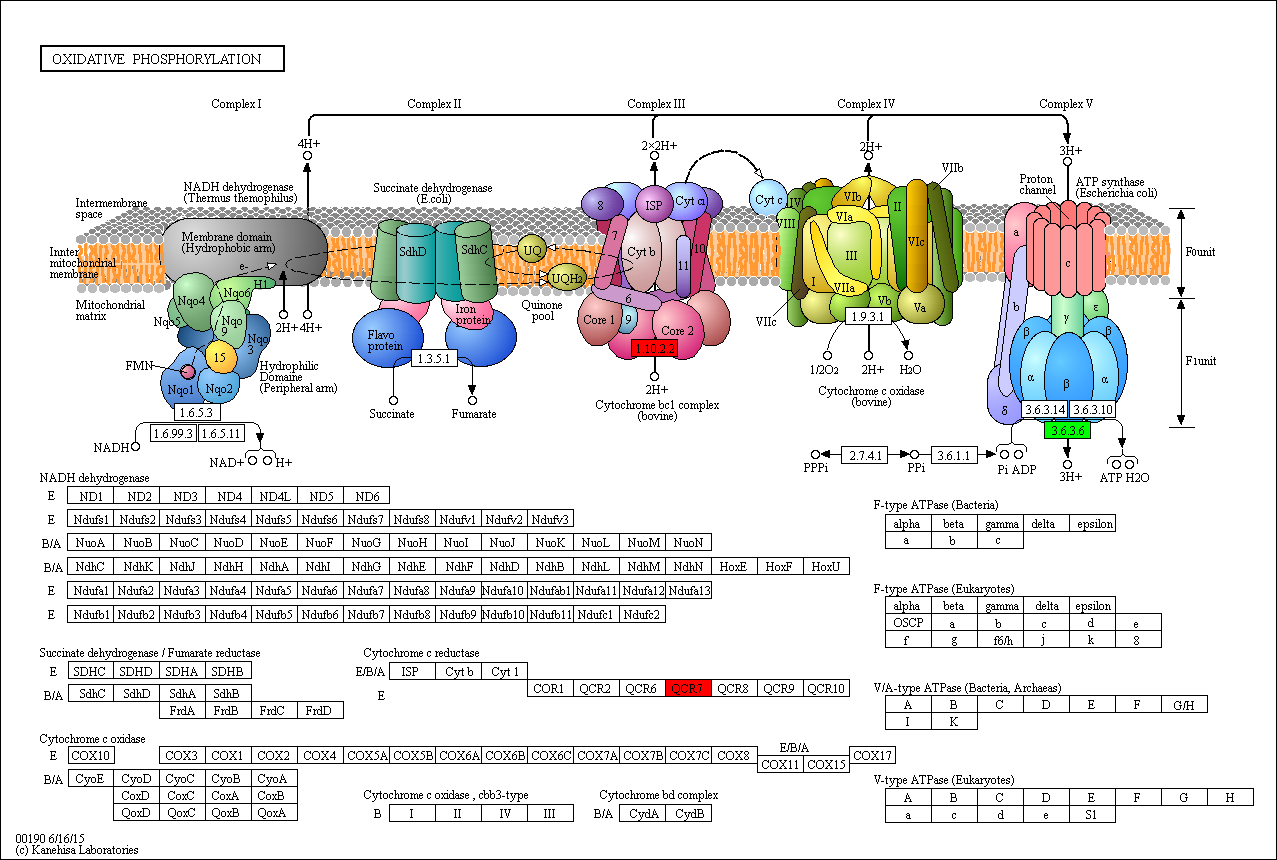 OXIDATIVE PHOSPHORYLATION
Complex I
Complex II
Complex III
Complex IV
Complex V
4H+
2×2H+
2H+
3H+
NADH dehydrogenase
(Thermus themophilus)
Succinate dehydrogenase
(E.coli)
Intermembrane
space
Innter
mitochondrial
membrane
Mitochondrial
matrix
Membrane domain
(Hydrophobic arm)
e-
H1
Nqo4
Nqo6
Nqo5
Nqo
9
Nqo
3
15
FMN
Nqo1
Nqo2
2H+
4H+
Hydrophilic
Domaine
(Peripheral arm)
1.6.5.3
1.6.99.3
1.6.5.11
NADH
NAD+
H+
SdhD
SdhC
Flavo
protein
Iron
protein
1.3.5.1
Succinate
Fumarate
UQ
UQH2
Quinone
pool
8
ISP
Cyt c1
7
Cyt b
10
11
6
Core 1
9
Core 2
1.10.2.2
2H+
Cytochrome bc1 complex
(bovine)
Cyt c
VIIb
IV
VIb
II
VIII
VIa
VIc
III
I
VIIa
VIIc
Vb
Va
1.9.3.1
1/2O2
2H+
H2O
Cytochrome c oxidase
(bovine)
Proton
channel
ATP synthase
(Escherichia coli)
a
c
b
γ
ε
β
β
α
β
α
δ
F0unit
F1unit
3.6.3.14
3.6.3.10
3.6.3.6
PPPi
2.7.4.1
PPi
3.6.1.1
Pi ADP
3H+
ATP H2O
NADH dehydrogenase
E ND1 ND2 ND3 ND4 ND4L ND5 ND6
E Ndufs1 Ndufs2 Ndufs3 Ndufs4 Ndufs5 Ndufs6 Ndufs7 Ndufs8 Ndufv1 Ndufv2 Ndufv3
B/A NuoA NuoB NuoC NuoD NuoE NuoF NuoG NuoH NuoI NuoJ NuoK NuoL NuoM NuoN
B/A NdhC NdhK NdhJ NdhH NdhA NdhI NdhG NdhE NdhF NdhD NdhB NdhL NdhM NdhN HoxE HoxF HoxU
E Ndufa1 Ndufa2 Ndufa3 Ndufa4 Ndufa5 Ndufa6 Ndufa7 Ndufa8 Ndufa9 Ndufa10 Ndufab1 Ndufa11 Ndufa12 Ndufa13
E Ndufb1 Ndufb2 Ndufb3 Ndufb4 Ndufb5 Ndufb6 Ndufb7 Ndufb8 Ndufb9 Ndufb10 Ndufb11 Ndufc1 Ndufc2
Succinate dehydrogenase / Fumarate reductase
E SDHC SDHD SDHA SDHB
B/A SdhC SdhD SdhA SdhB
FrdA FrdB FrdC FrdD
Cytochrome c reductase
E/B/A ISP Cyt b Cyt 1
E COR1 QCR2 QCR6 QCR7 QCR8 QCR9 QCR10
Cytochrome c oxidase
E COX10 COX3 COX1 COX2 COX4 COX5A COX5B COX6A COX6B COX6C COX7A COX7B COX7C COX8
E/B/A
COX11 COX15
COX17
B/A CyoE CyoD CyoC CyoB CyoA
CoxD CoxC CoxA CoxB
QoxD QoxC QoxB QoxA
Cytochrome c oxidase , cbb3-type
B I II IV III
Cytochrome bd complex
B/A CydA CydB
F-type ATPase (Bacteria)
alpha beta gamma delta epsilon
a b c
F-type ATPase (Eukaryotes)
alpha beta gamma delta epsilon
OSCP a b c d e
f g f6/h j k 8
V/A-type ATPase (Bacteria, Archaeas)
A B C D E F G/H
I K
V-type ATPase (Eukaryotes)
A B C D E F G H
a c d e S1
00190 6/16/15
(c) Kanehisa Laboratories